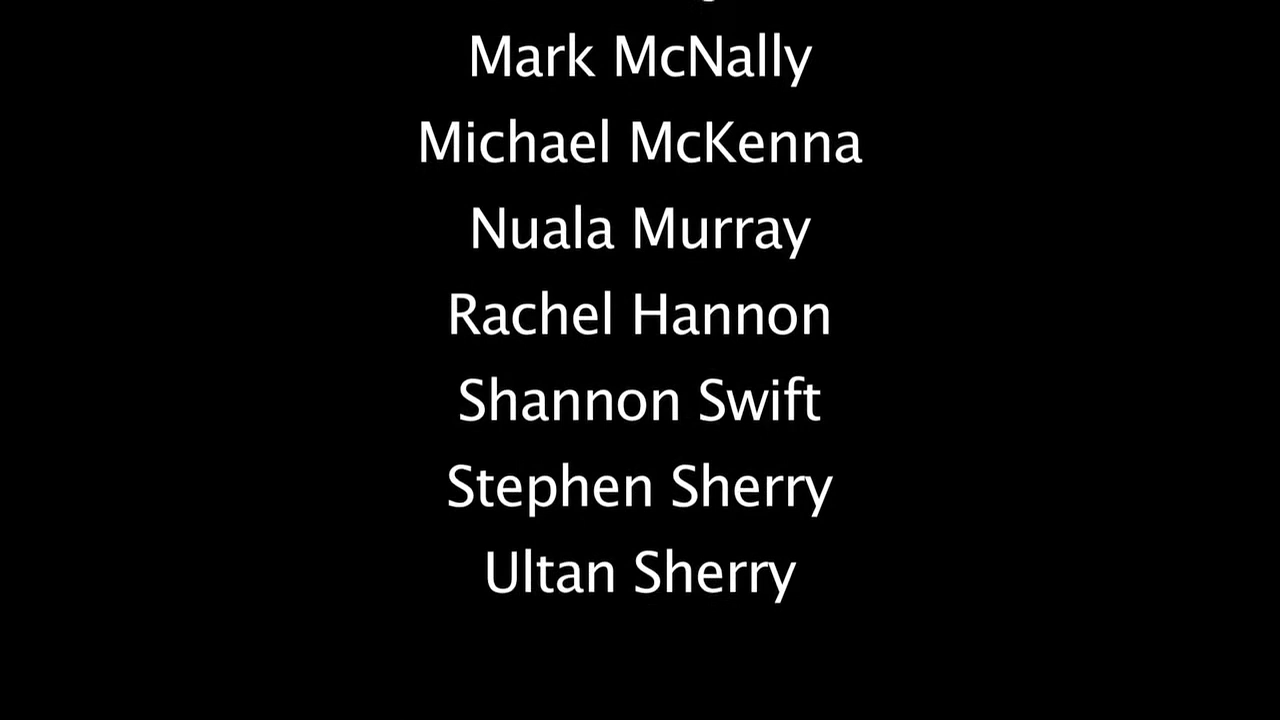 Mark McNally
Michael McKenna
Nuala Murray
Rachel Hannon
Shannon Swift
Stephen Sherry
Ultan Sherry